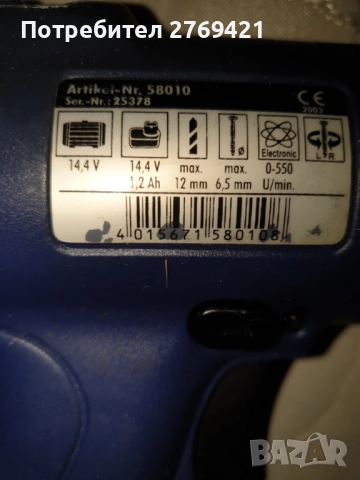 Потребител 2769421
Artikel-Nr. 58010
Ser.-Nr.: 25378
CE
2003
14,4 V
14,4 V
1,2 Ah
max.
12 mm
max.
6,5 mm
Electronic
0-550
U/min.
L R
4 015671 580108
BAZAR